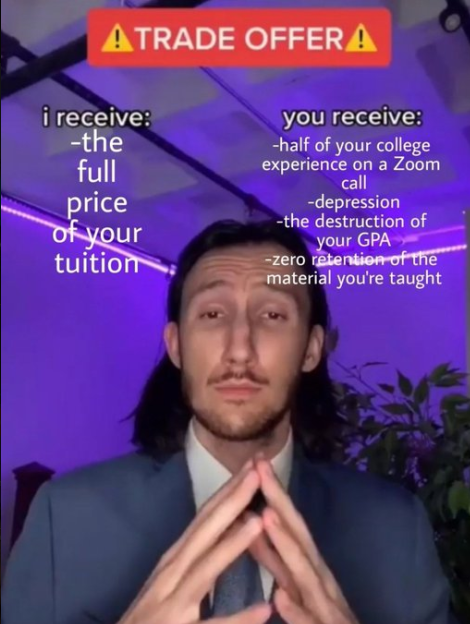 ⚠️TRADE OFFER⚠️
i receive:
-the
full
price
of your
tuition
you receive:
-half of your college
experience on a Zoom
call
-depression
-the destruction of
your GPA
-zero retention of the
material you're taught